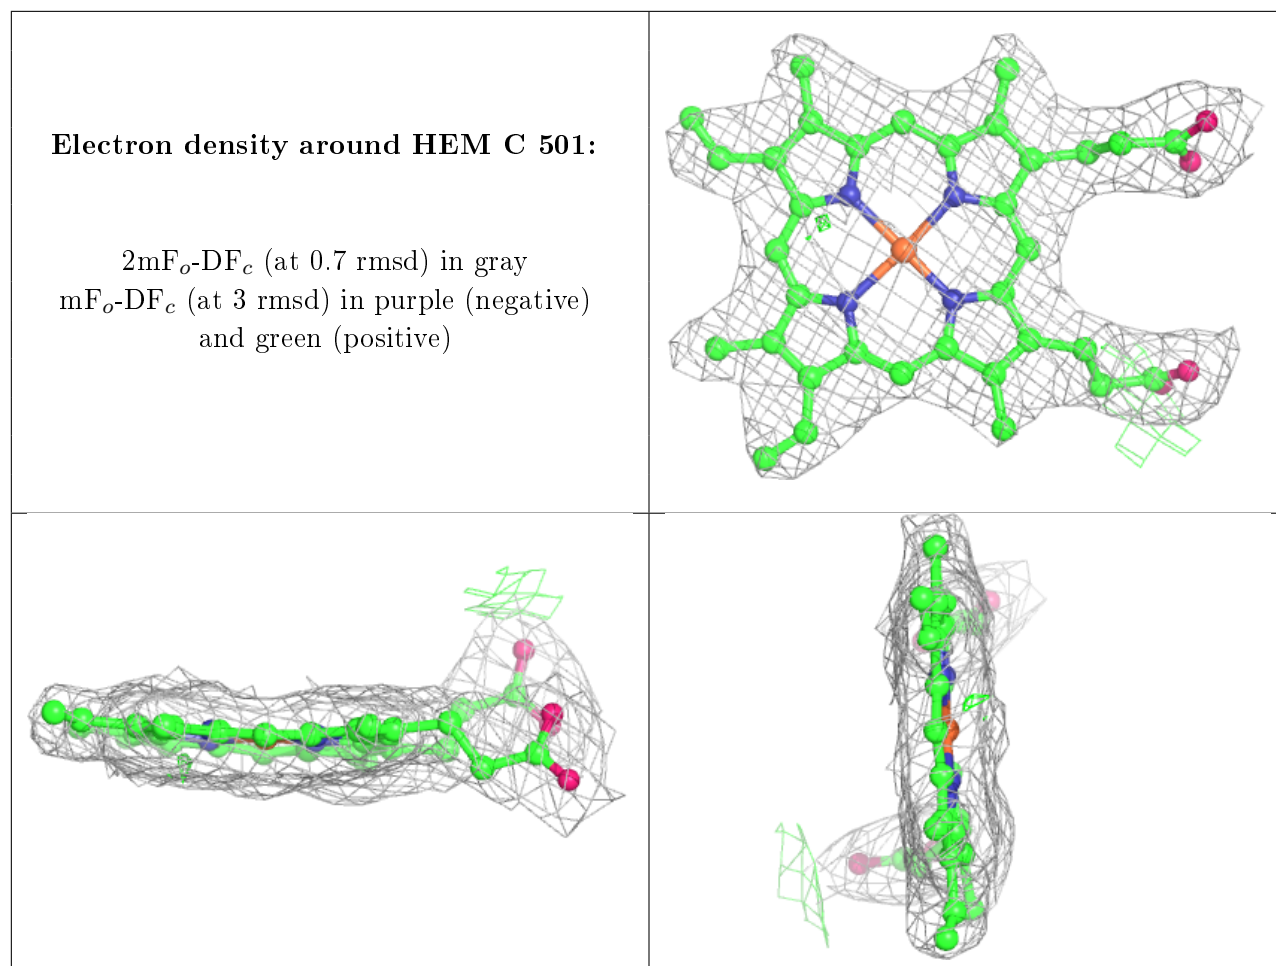 Electron density around HEM C 501:
2mFₒ-DF𝒸 (at 0.7 rmsd) in gray
mFₒ-DF𝒸 (at 3 rmsd) in purple (negative)
and green (positive)